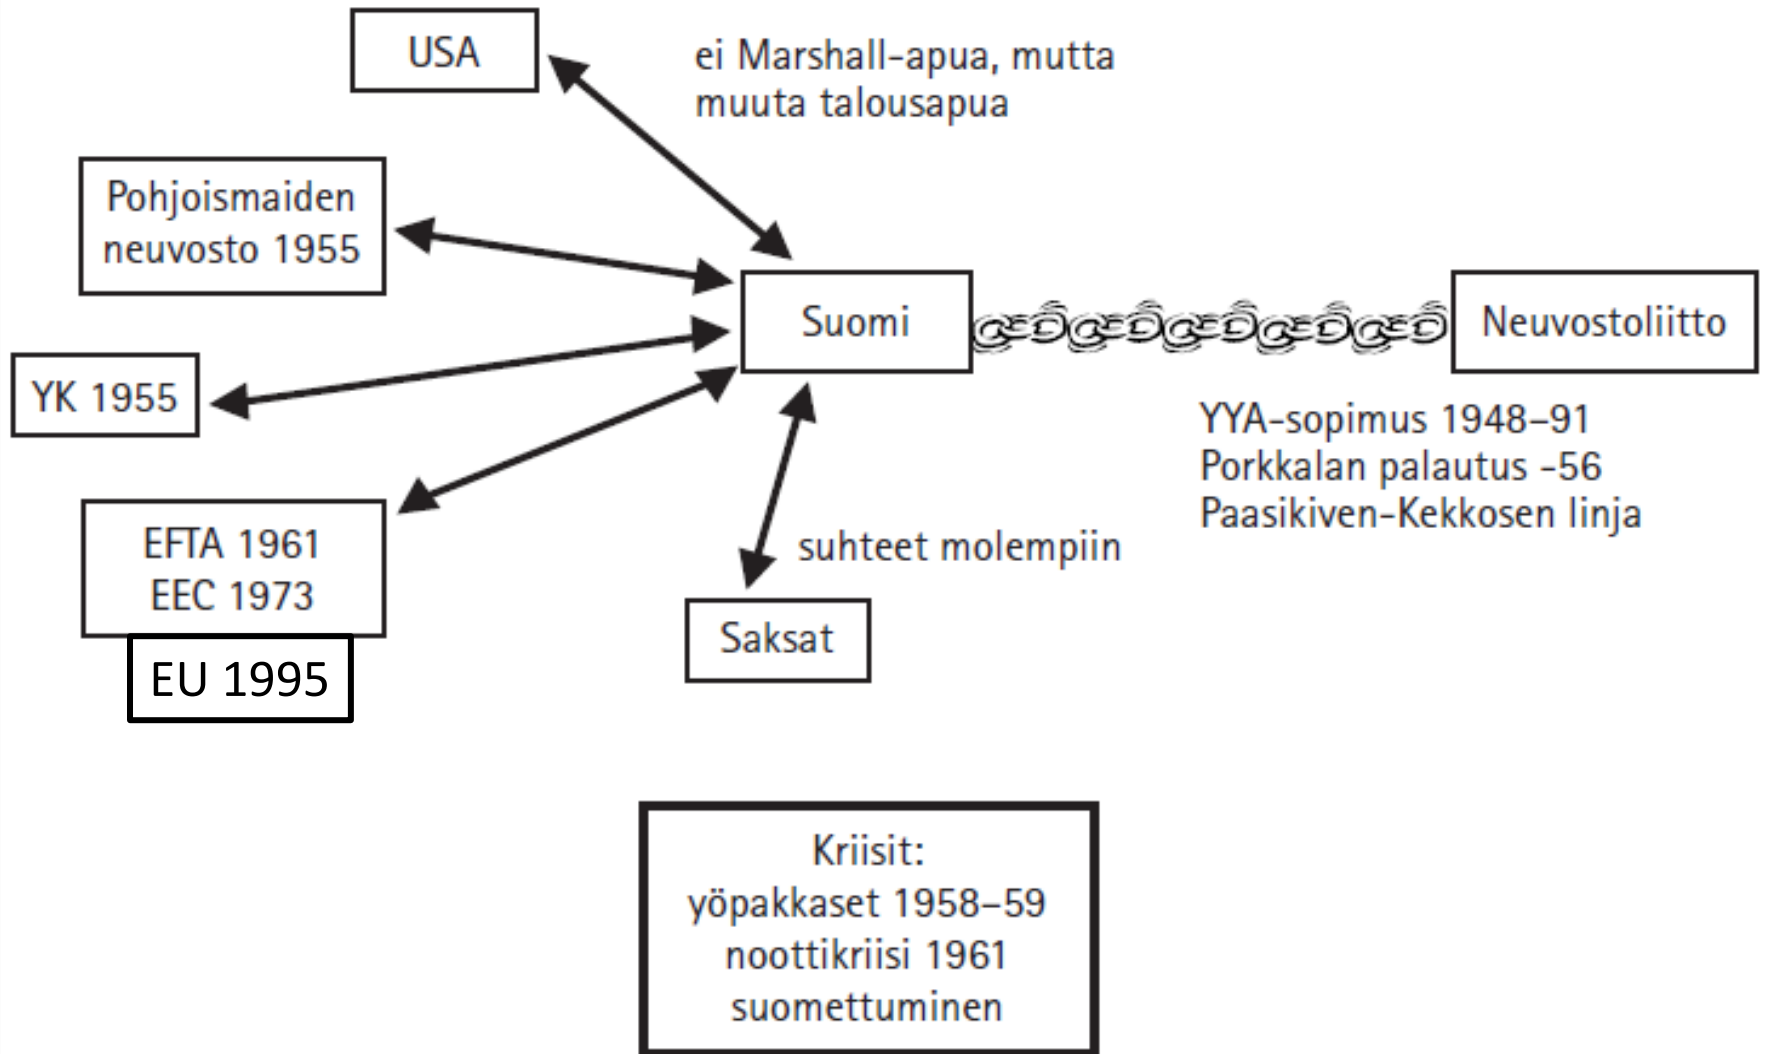 USA
ei Marshall-apua, mutta
muuta talousapua
Pohjoismaiden
neuvosto 1955
Suomi
Neuvostoliitto
YK 1955
YYA-sopimus 1948–91
Porkkalan palautus -56
Paasikiven-Kekkosen linja
EFTA 1961
EEC 1973
suhteet molempiin
Saksat
EU 1995
Kriisit:
yöpakkaset 1958–59
noottikriisi 1961
suomettuminen